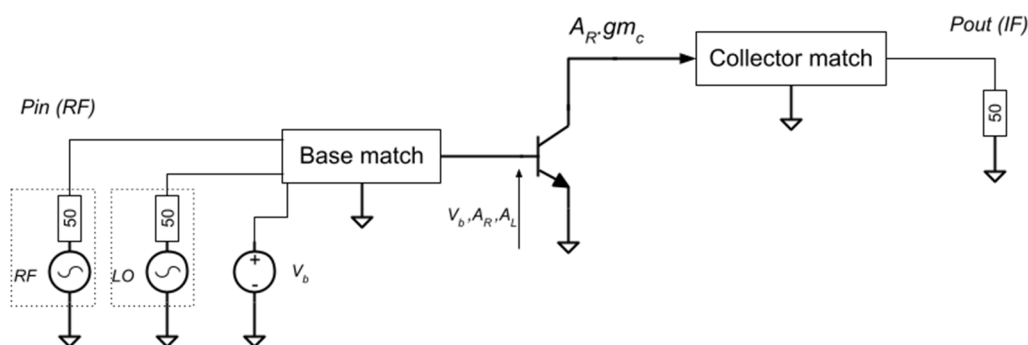 A_R.gm_c
Pout (IF)
Collector match
50
Pin (RF)
Base match
50
50
V_b,A_R,A_L
RF
LO
+
-
V_b